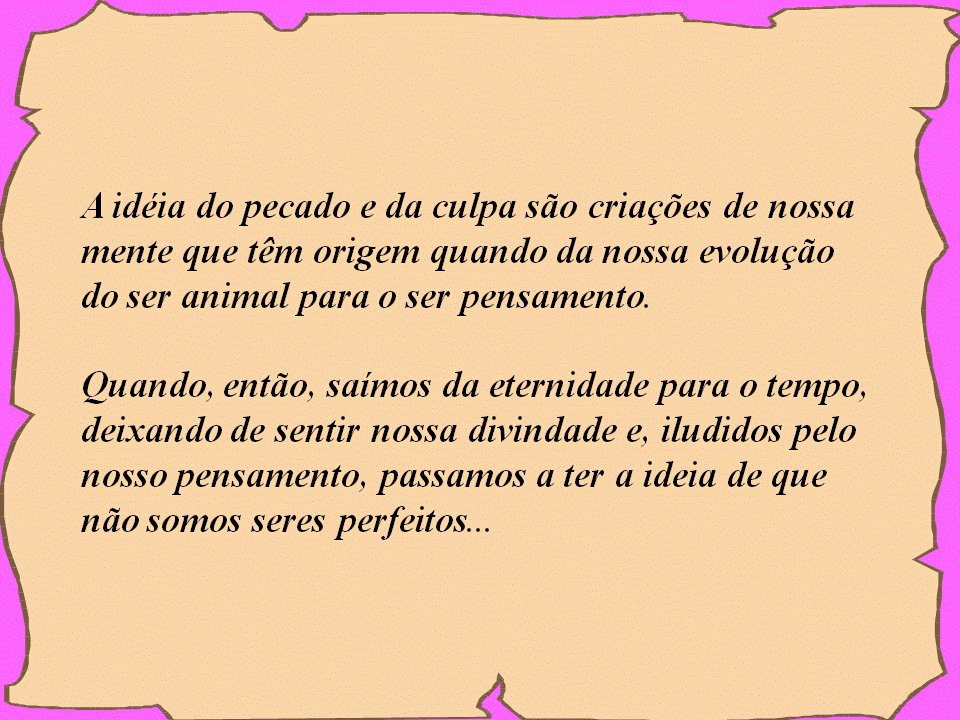 A idéia do pecado e da culpa são criações de nossa
mente que têm origem quando da nossa evolução
do ser animal para o ser pensamento.
Quando, então, saímos da eternidade para o tempo,
deixando de sentir nossa divindade e, iludidos pelo
nosso pensamento, passamos a ter a ideia de que
não somos seres perfeitos...